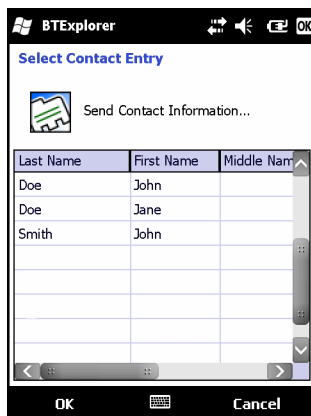 BTExplorer OK
Select Contact Entry
Send Contact Information...
Last Name First Name Middle Nam
Doe John
Doe Jane
Smith John
OK Cancel